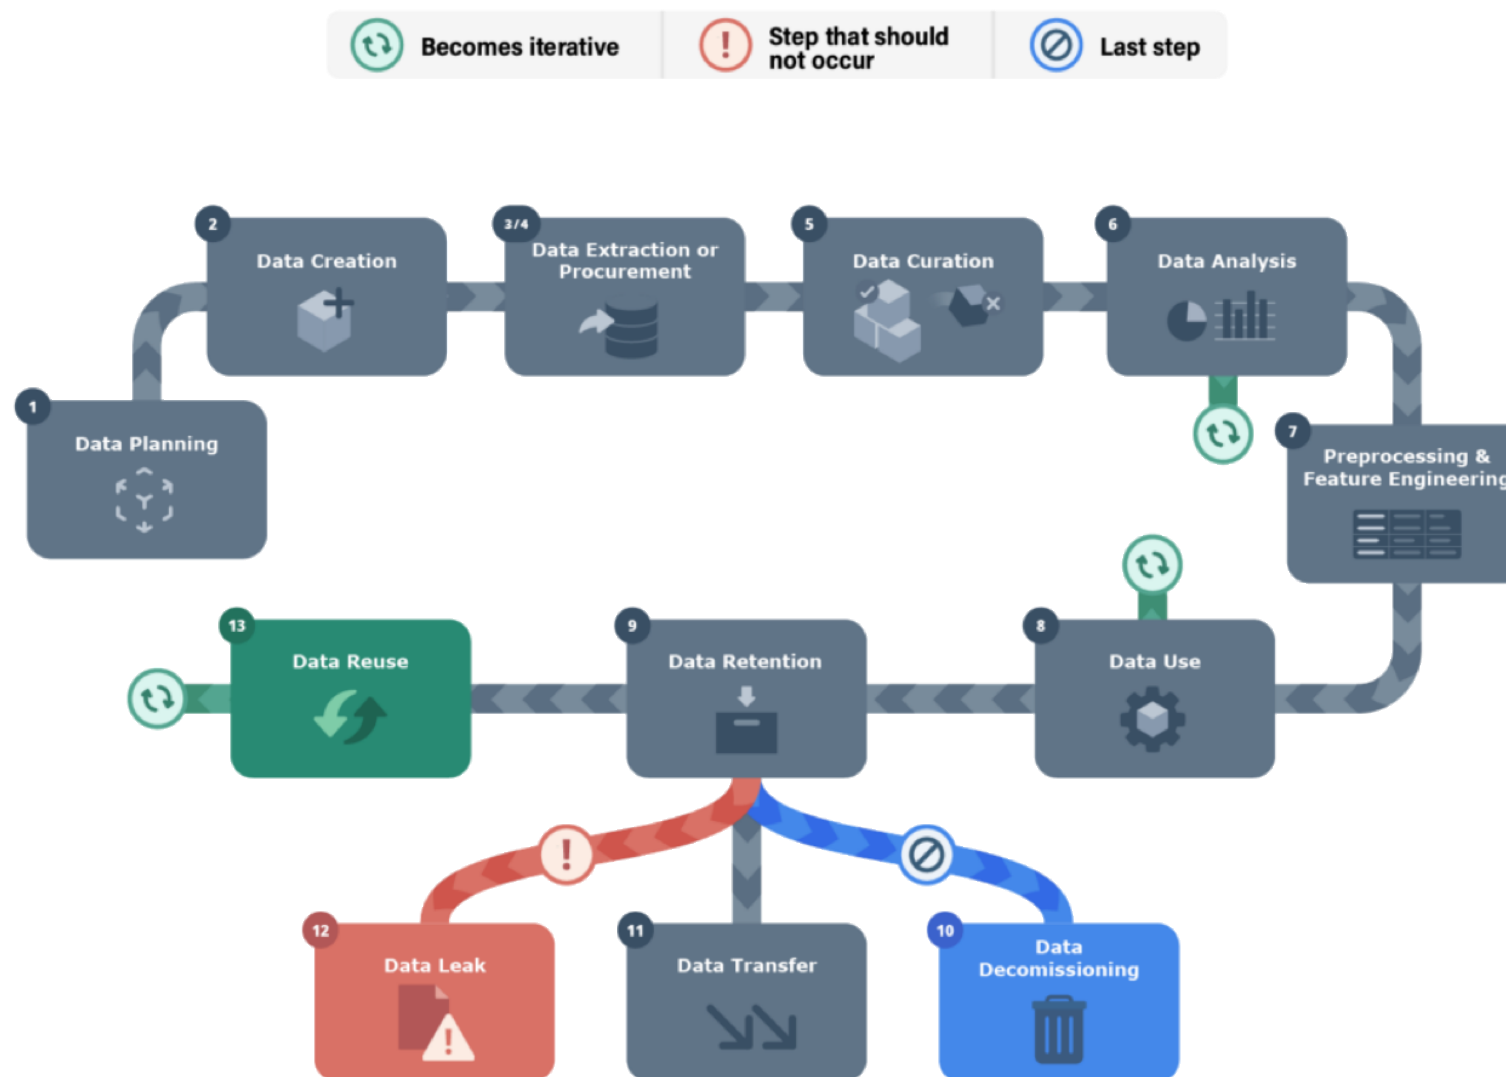 Becomes iterative
Step that should
not occur
Last step
1
Data Planning
2
Data Creation
3/4
Data Extraction or
Procurement
5
Data Curation
6
Data Analysis
7
Preprocessing &
Feature Engineering
8
Data Use
9
Data Retention
13
Data Reuse
12
Data Leak
11
Data Transfer
10
Data
Decomissioning